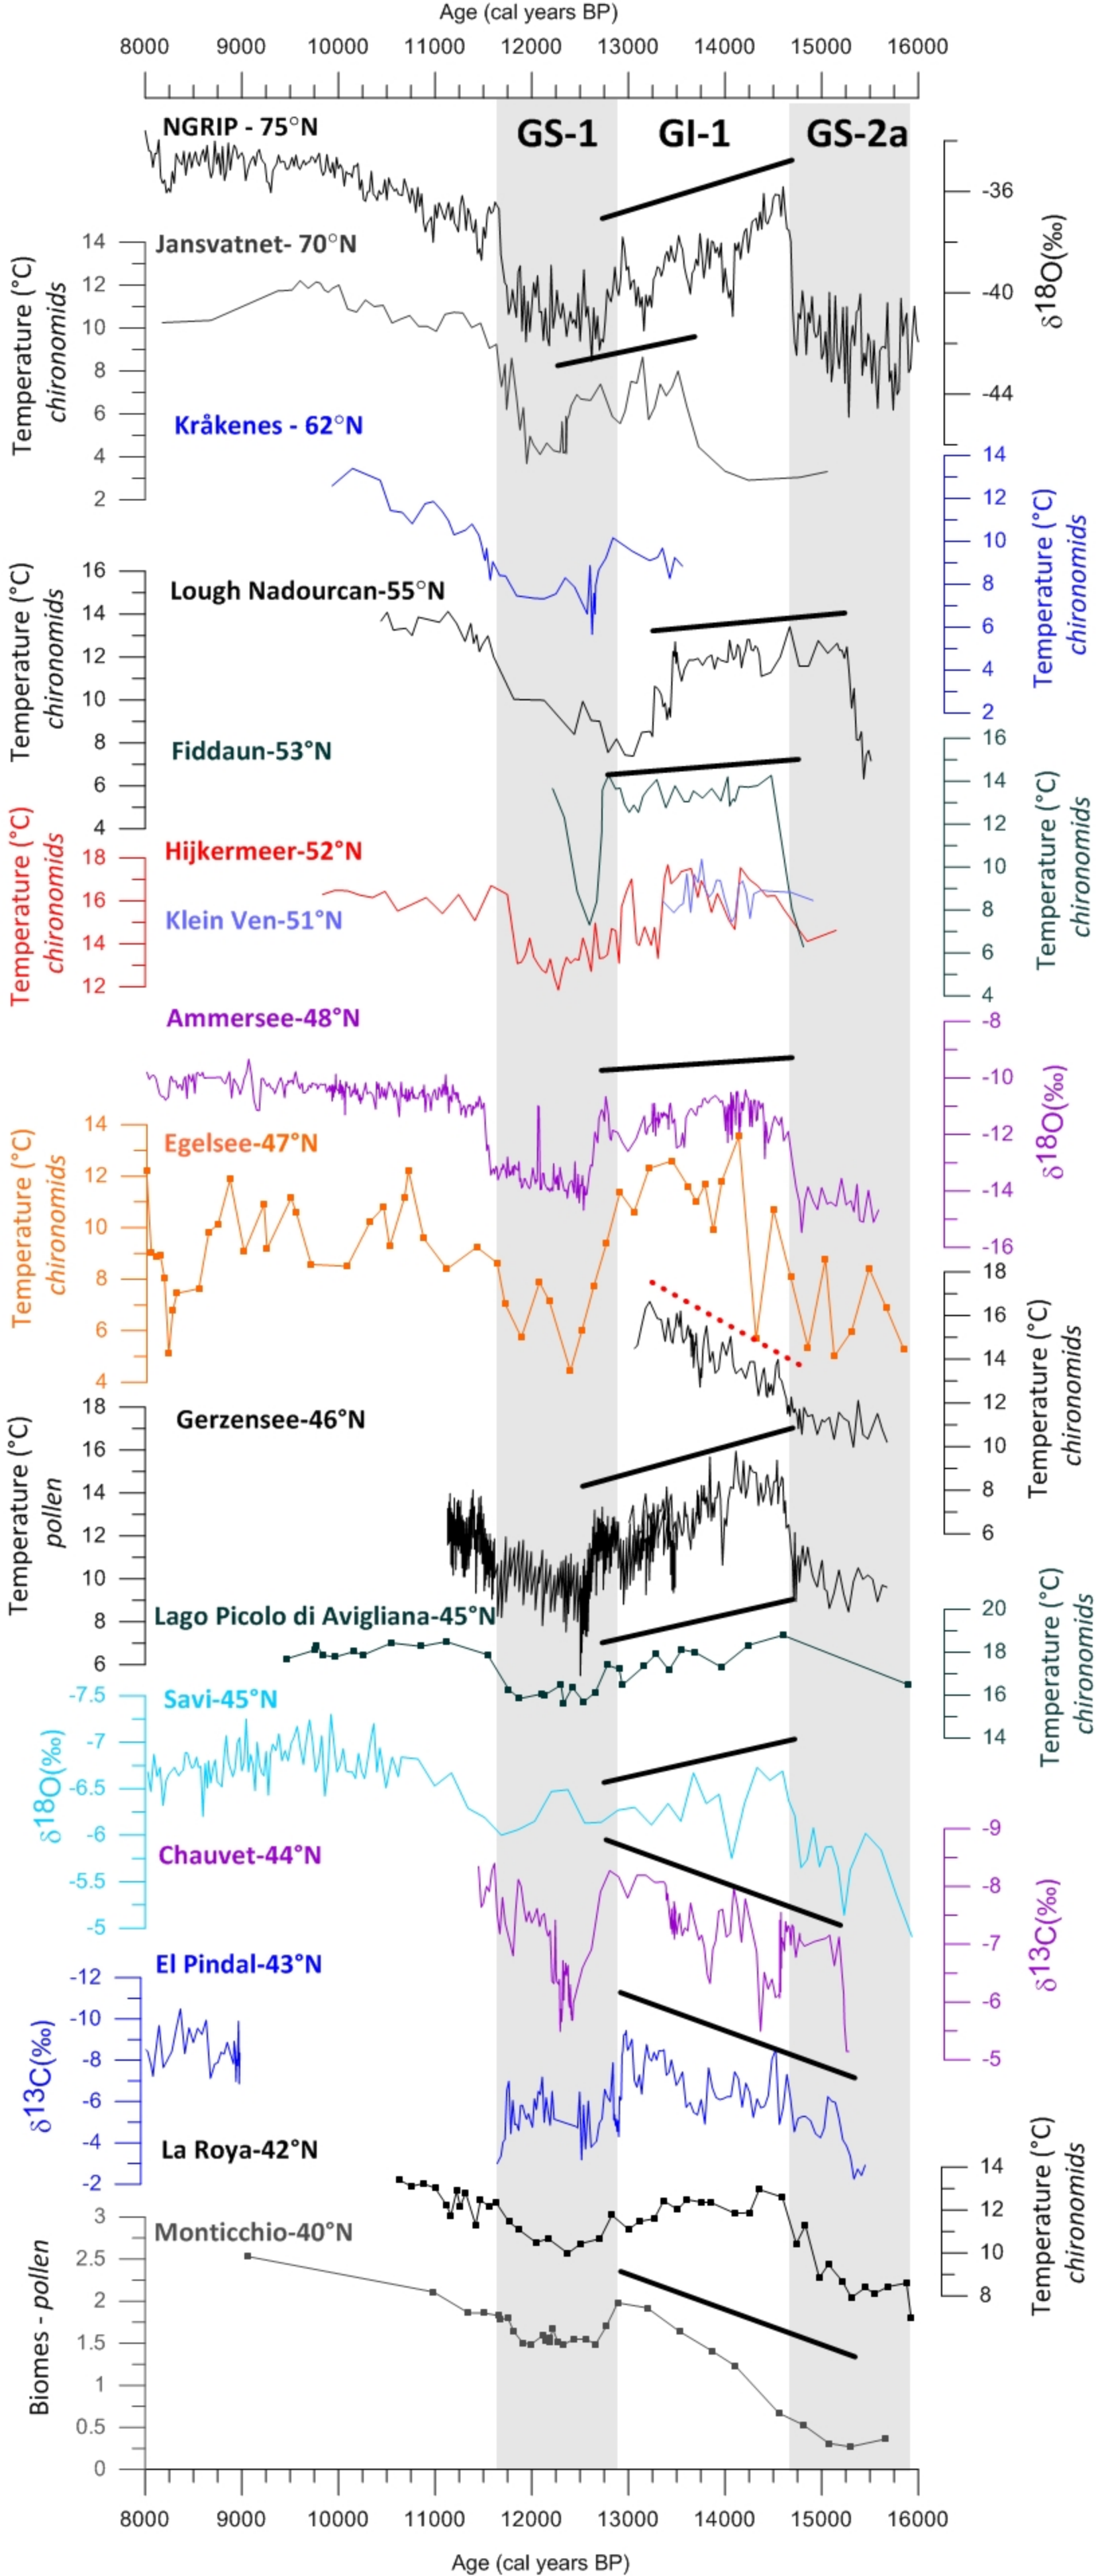 Age (cal years BP)
8000 9000 10000 11000 12000 13000 14000 15000 16000
GS-1 GI-1 GS-2a
NGRIP - 75°N
-36
-40
-44
δ18O(‰)
Jansvatnet- 70°N
14
12
10
8
6
4
2
Temperature (°C)
chironomids
Kråkenes - 62°N
14
12
10
8
6
4
2
Temperature (°C)
chironomids
Lough Nadourcan-55°N
16
14
12
10
8
6
4
Temperature (°C)
chironomids
Fiddaun-53°N
16
14
12
10
8
6
4
Temperature (°C)
chironomids
Hijkermeer-52°N
Klein Ven-51°N
18
16
14
12
Temperature (°C)
chironomids
Ammersee-48°N
-8
-10
-12
-14
-16
δ18O(‰)
Egelsee-47°N
14
12
10
8
6
4
Temperature (°C)
chironomids
18
16
14
12
10
8
6
Temperature (°C)
chironomids
Gerzensee-46°N
18
16
14
12
10
8
6
Temperature (°C)
pollen
Lago Picolo di Avigliana-45°N
20
18
16
14
Temperature (°C)
chironomids
Savi-45°N
-7.5
-7
-6.5
-6
-5.5
-5
δ18O(‰)
Chauvet-44°N
-9
-8
-7
-6
-5
δ13C(‰)
El Pindal-43°N
-12
-10
-8
-6
-4
-2
δ13C(‰)
La Roya-42°N
14
12
10
8
Temperature (°C)
chironomids
Monticchio-40°N
3
2.5
2
1.5
1
0.5
0
Biomes - pollen
8000 9000 10000 11000 12000 13000 14000 15000 16000
Age (cal years BP)